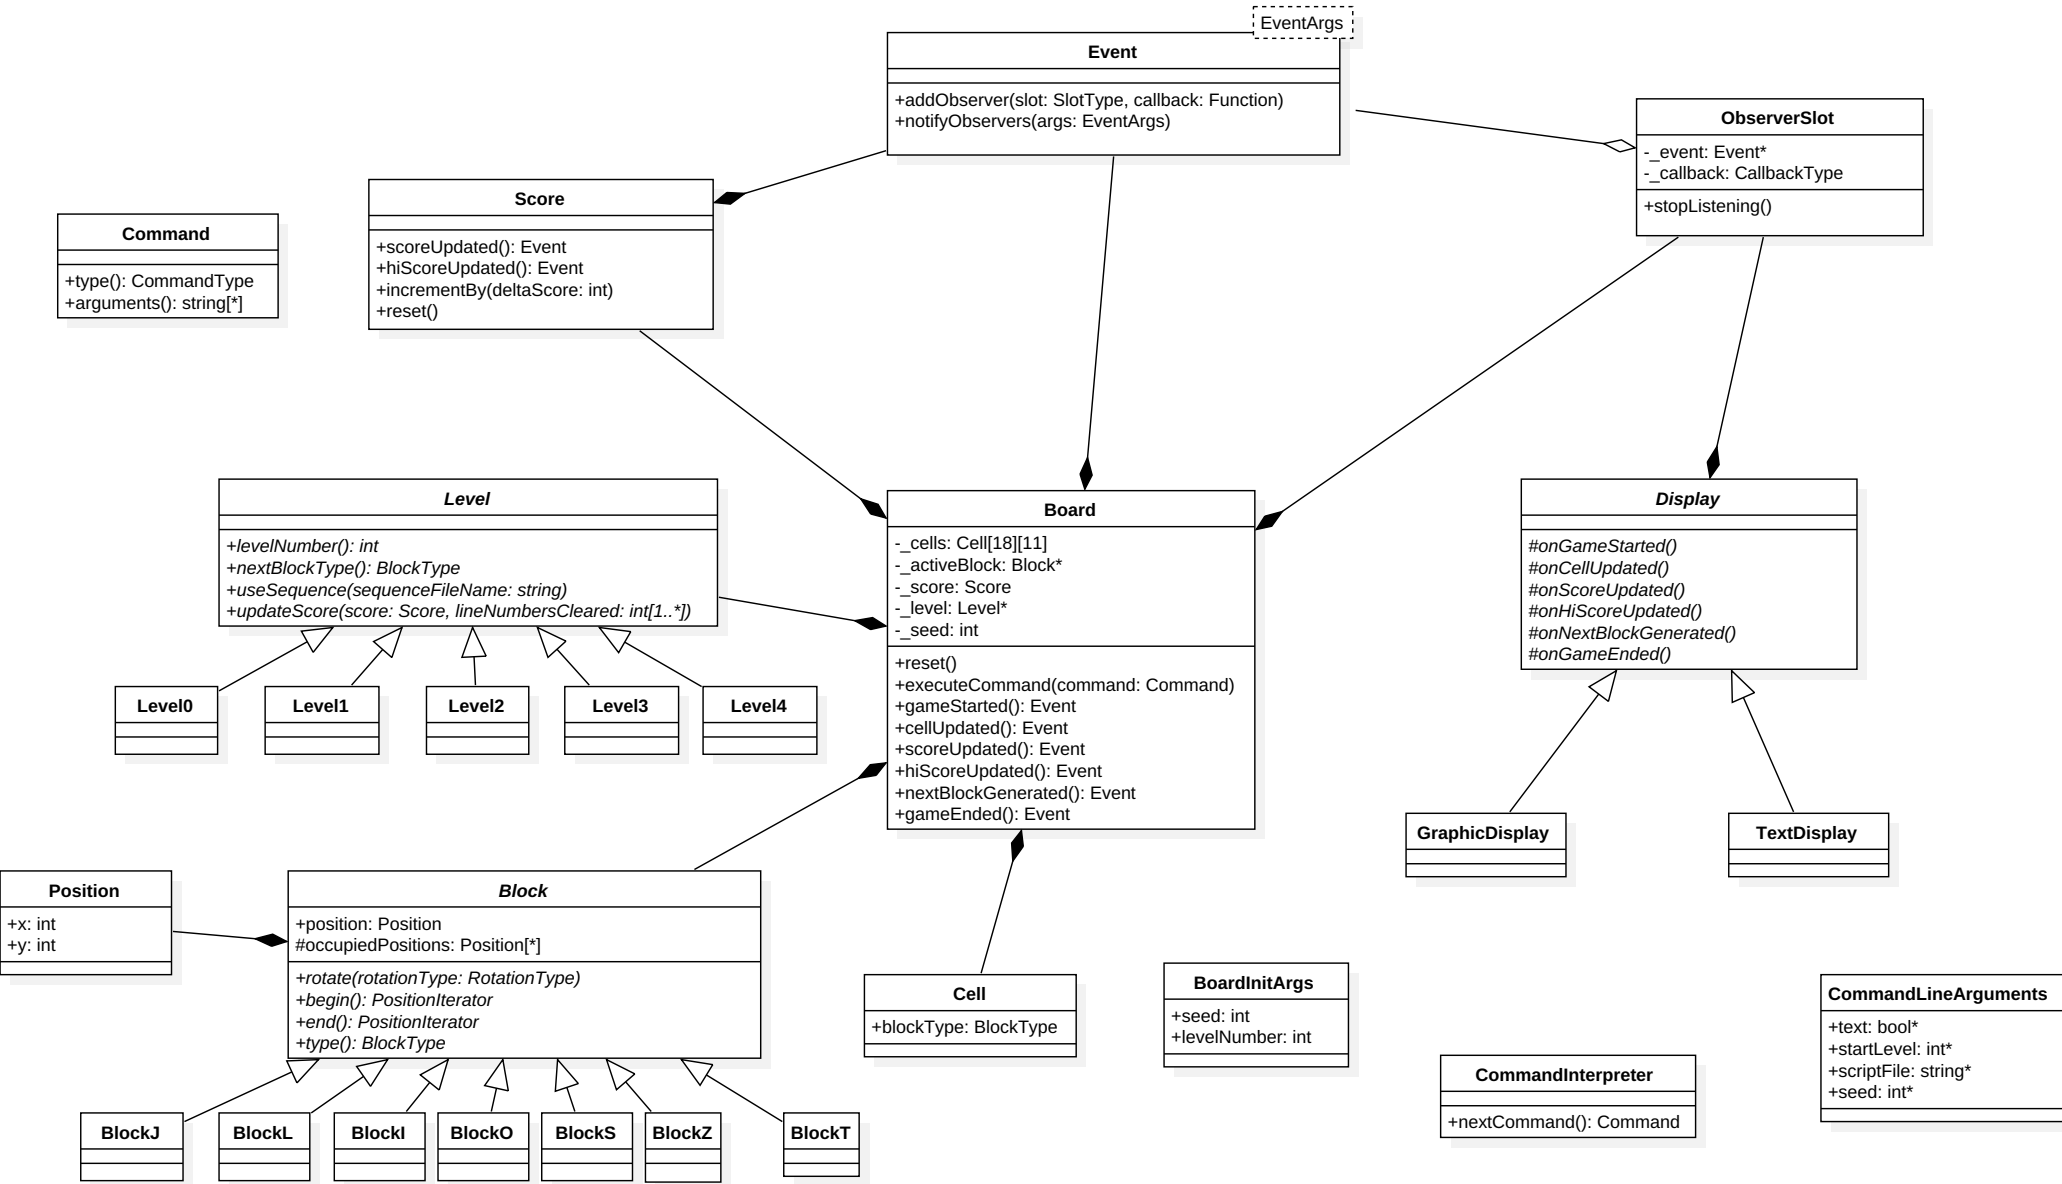 EventArgs
Event
+addObserver(slot: SlotType, callback: Function)
+notifyObservers(args: EventArgs)
ObserverSlot
-_event: Event*
-_callback: CallbackType
+stopListening()
Score
+scoreUpdated(): Event
+hiScoreUpdated(): Event
+incrementBy(deltaScore: int)
+reset()
Command
+type(): CommandType
+arguments(): string[*]
Level
+levelNumber(): int
+nextBlockType(): BlockType
+useSequence(sequenceFileName: string)
+updateScore(score: Score, lineNumbersCleared: int[1..*])
Board
-_cells: Cell[18][11]
-_activeBlock: Block*
-_score: Score
-_level: Level*
-_seed: int
+reset()
+executeCommand(command: Command)
+gameStarted(): Event
+cellUpdated(): Event
+scoreUpdated(): Event
+hiScoreUpdated(): Event
+nextBlockGenerated(): Event
+gameEnded(): Event
Display
#onGameStarted()
#onCellUpdated()
#onScoreUpdated()
#onHiScoreUpdated()
#onNextBlockGenerated()
#onGameEnded()
Level0
Level1
Level2
Level3
Level4
GraphicDisplay
TextDisplay
Position
+x: int
+y: int
Block
+position: Position
#occupiedPositions: Position[*]
+rotate(rotationType: RotationType)
+begin(): PositionIterator
+end(): PositionIterator
+type(): BlockType
Cell
+blockType: BlockType
BoardInitArgs
+seed: int
+levelNumber: int
CommandLineArguments
+text: bool*
+startLevel: int*
+scriptFile: string*
+seed: int*
CommandInterpreter
+nextCommand(): Command
BlockJ
BlockL
BlockI
BlockO
BlockS
BlockZ
BlockT